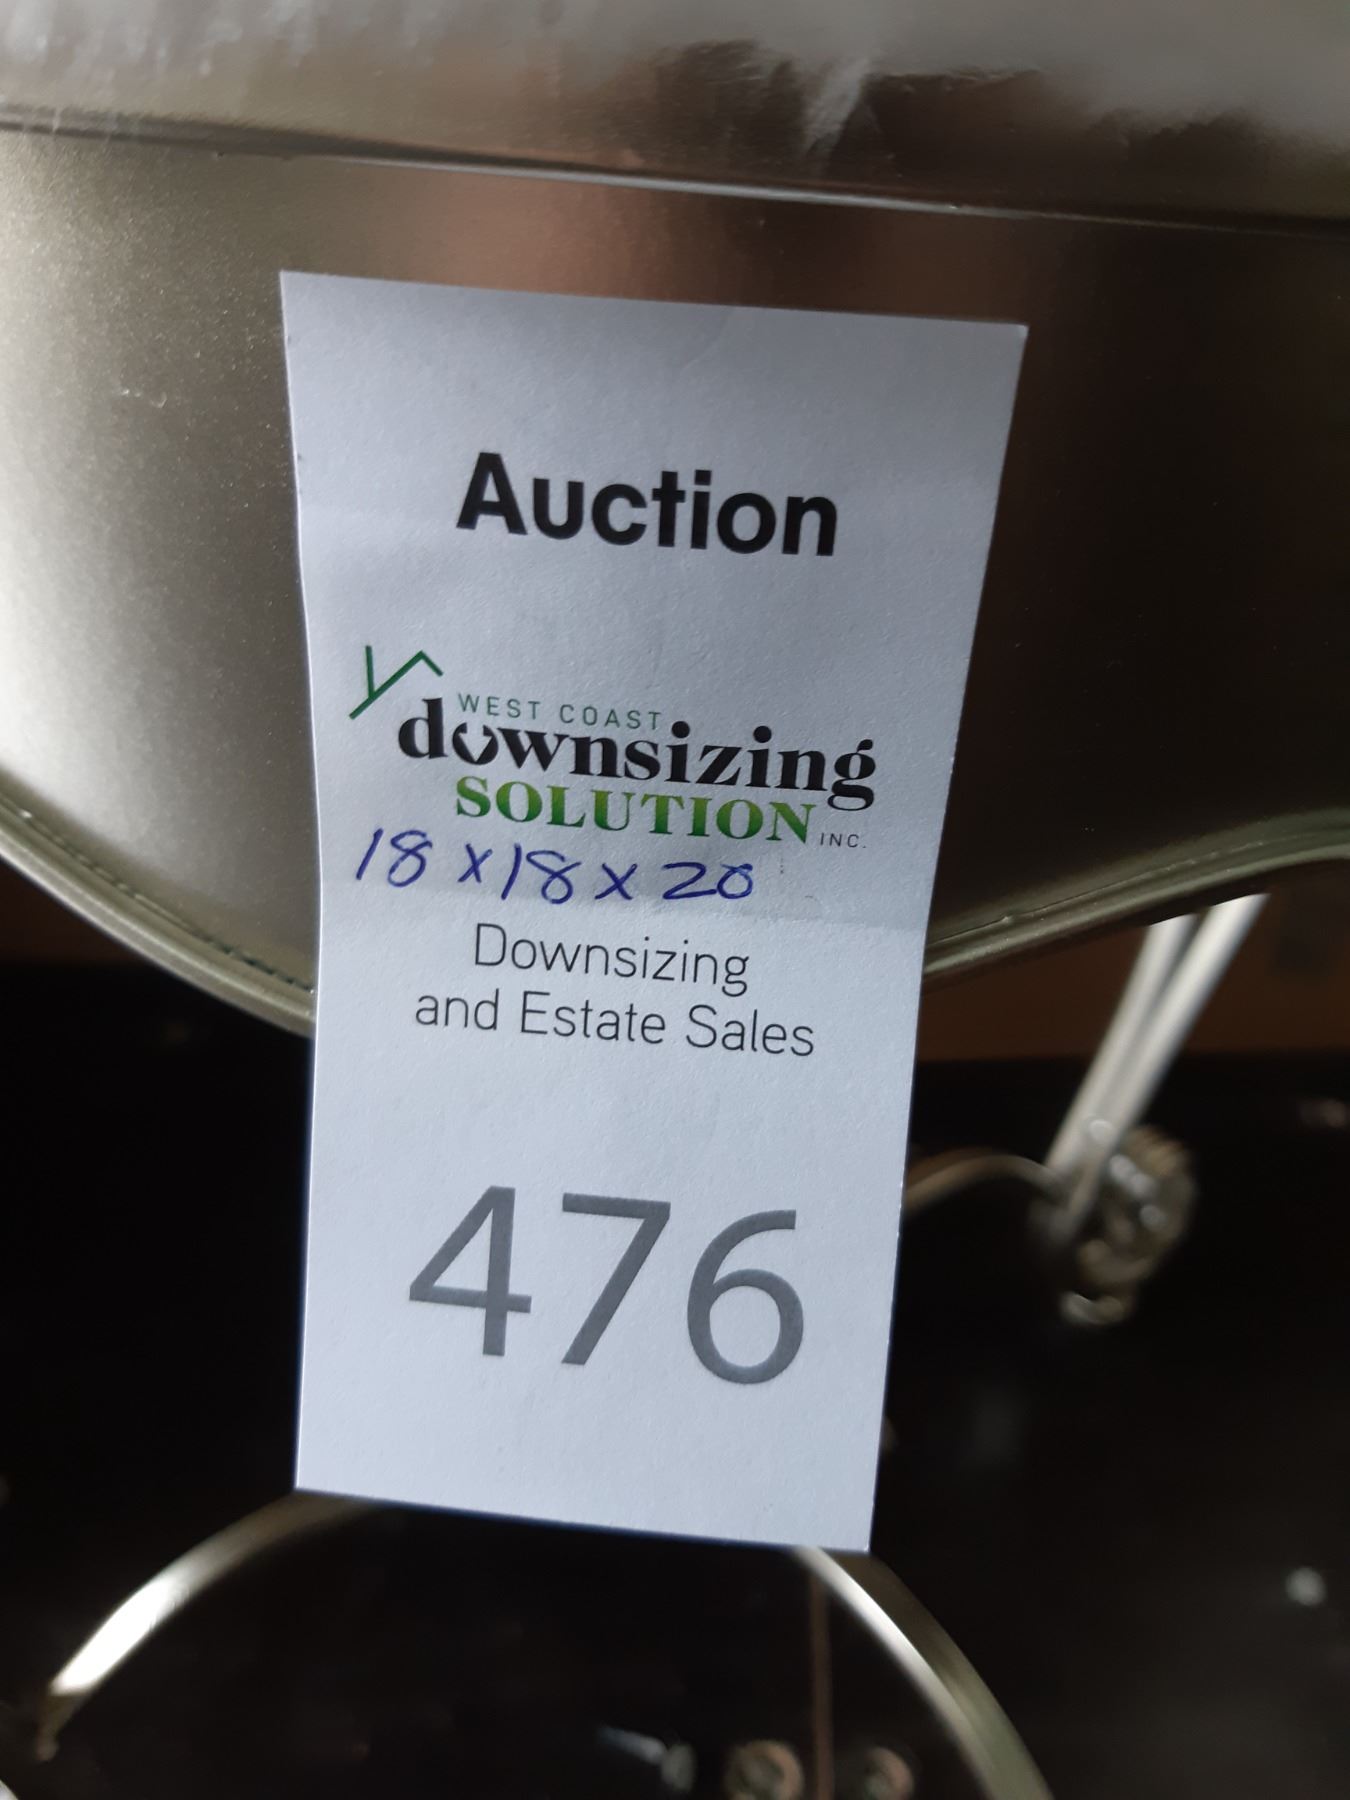 Auction
WEST COAST
downsizing
SOLUTION INC.
18 x 18 x 20
Downsizing
and Estate Sales
476